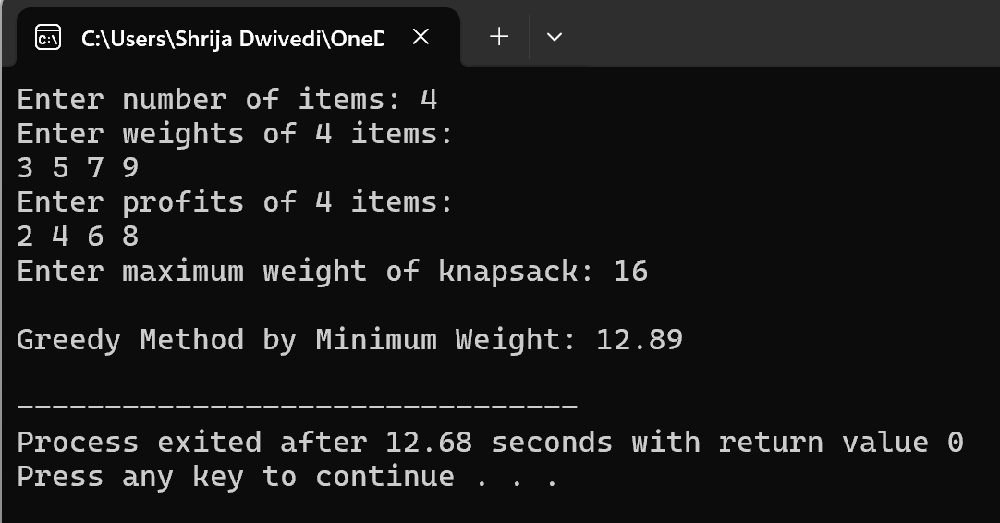 C:\Users\Shrija Dwivedi\OneD
Enter number of items: 4
Enter weights of 4 items:
3 5 7 9
Enter profits of 4 items:
2 4 6 8
Enter maximum weight of knapsack: 16
Greedy Method by Minimum Weight: 12.89
--------------------------------
Process exited after 12.68 seconds with return value 0
Press any key to continue . . .